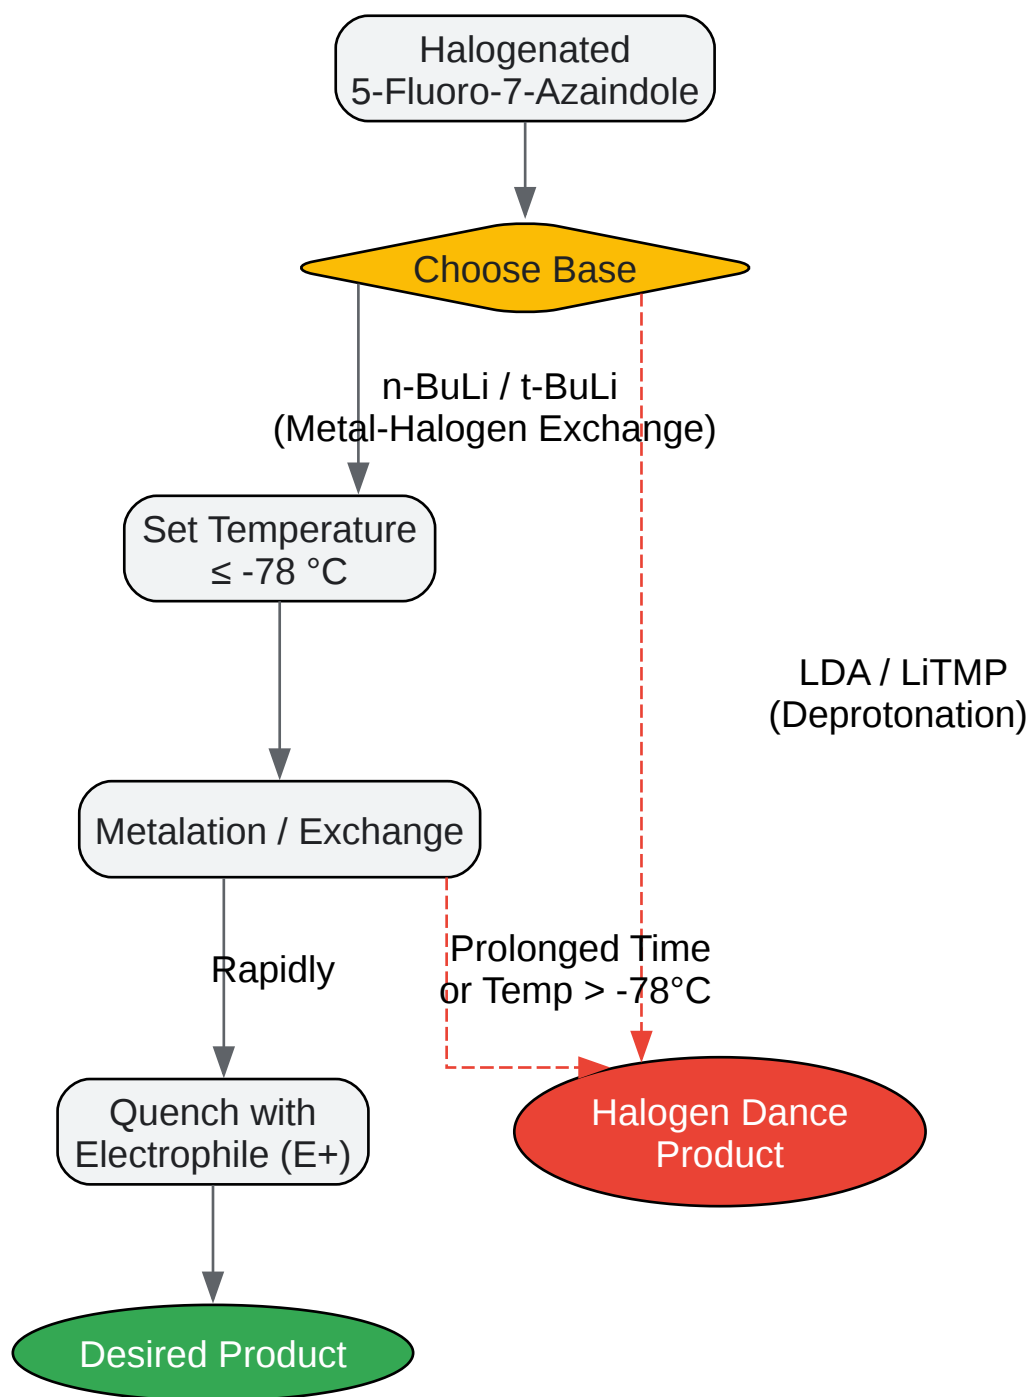 Halogenated
5-Fluoro-7-Azaindole
Choose Base
n-BuLi / t-BuLi
(Metal-Halogen Exchange)
Set Temperature
≤ -78 °C
LDA / LiTMP
(Deprotonation)
Metalation / Exchange
Rapidly
Prolonged Time
or Temp > -78°C
Quench with
Electrophile (E+)
Halogen Dance
Product
Desired Product